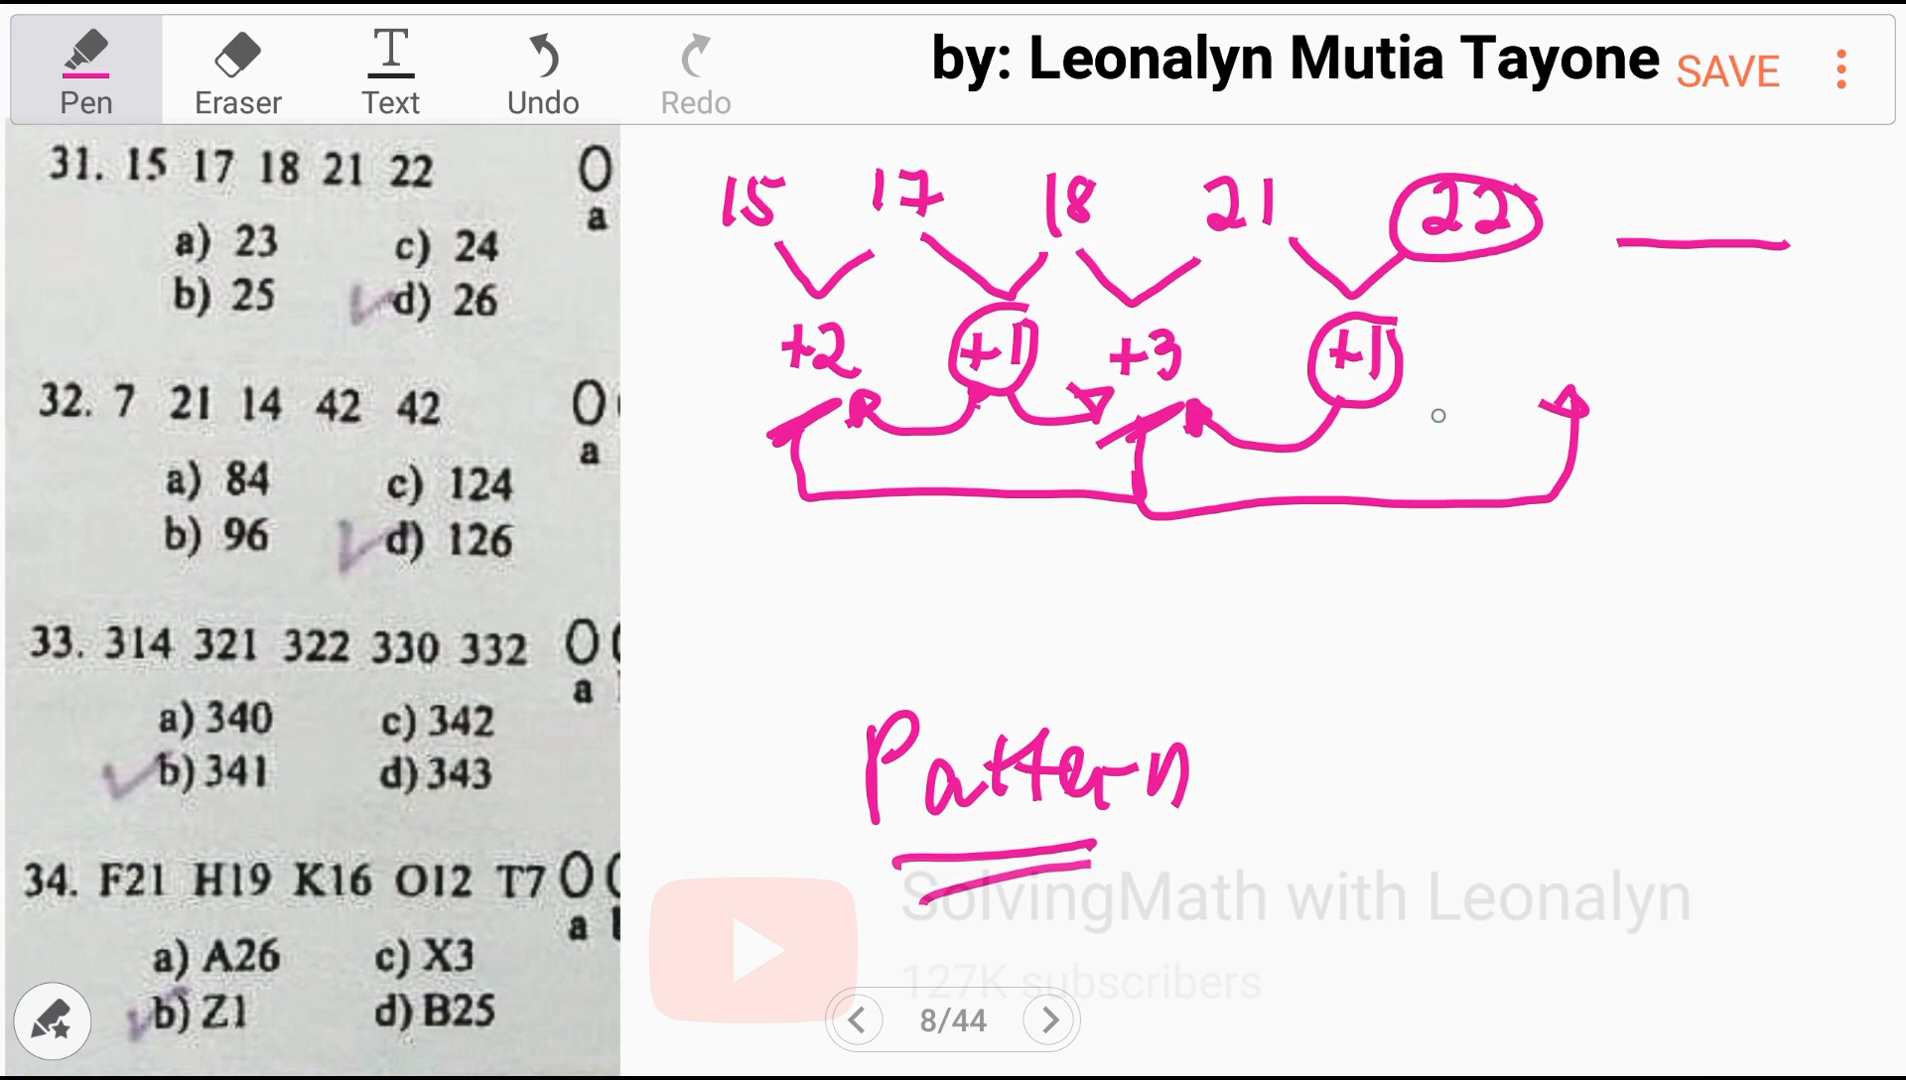 Pen Eraser Text Undo Redo
by: Leonalyn Mutia Tayone
SAVE
31. 15 17 18 21 22 O
a
a) 23 c) 24
b) 25 d) 26
32. 7 21 14 42 42 O
a
a) 84 c) 124
b) 96 d) 126
33. 314 321 322 330 332 O
a
a) 340 c) 342
b) 341 d) 343
34. F21 H19 K16 O12 T7 O
a
a) A26 c) X3
b) Z1 d) B25
15 17 18 21 22
+2 +1 +3 +1
Pattern
SolvingMath with Leonalyn
127K subscribers
8/44